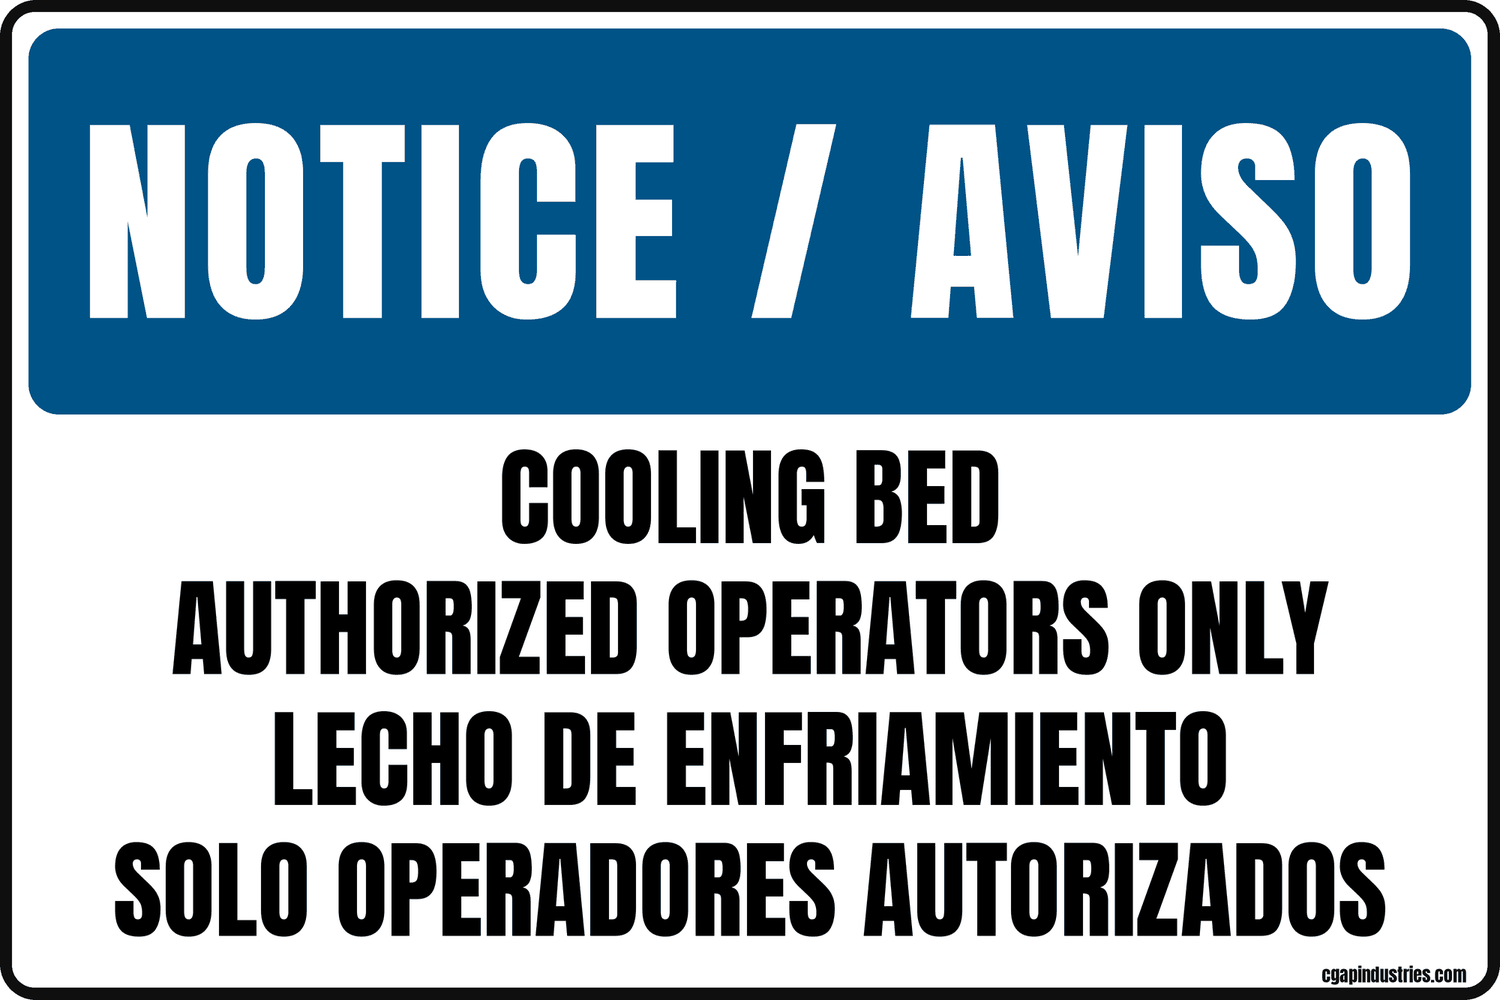 NOTICE / AVISO
COOLING BED
AUTHORIZED OPERATORS ONLY
LECHO DE ENFRIAMIENTO
SOLO OPERADORES AUTORIZADOS
cgapindustries.com